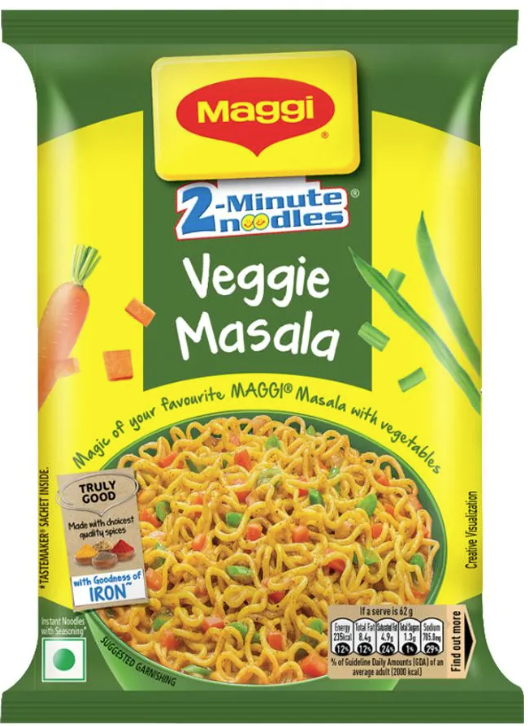 Maggi
®
2-Minute
noodles®
Veggie
Masala
Magic of your favourite MAGGI® Masala with vegetables
*TASTEMAKER® SACHET INSIDE.
TRULY
GOOD
Made with choicest
quality spices
with Goodness of
IRON~
Instant Noodles
with Seasoning*
SUGGESTED GARNISHING
Creative Visualization
If a serve is 62 g
Energy Total Fat Saturated Fat Total Sugars Sodium
235kcal 8.4g 4.9g 1.3g 705.8mg
12% 12% 24% 1% 29%
% of Guideline Daily Amounts (GDA) of an
average adult (2000 kcal)
Find out more